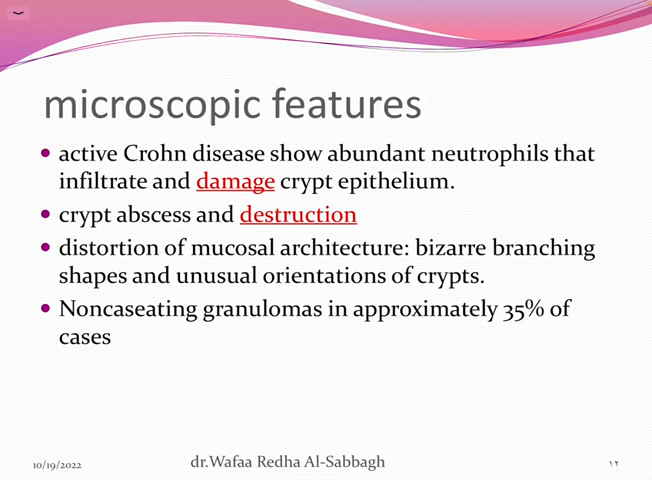 microscopic features
• active Crohn disease show abundant neutrophils that
infiltrate and damage crypt epithelium.
• crypt abscess and destruction
• distortion of mucosal architecture: bizarre branching
shapes and unusual orientations of crypts.
• Noncaseating granulomas in approximately 35% of
cases
10/19/2022 dr.Wafaa Redha Al-Sabbagh ١٢